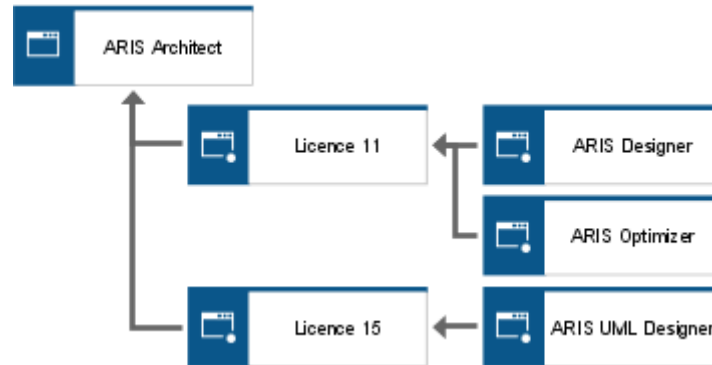 ARIS Architect
Licence 11
ARIS Designer
ARIS Optimizer
Licence 15
ARIS UML Designer